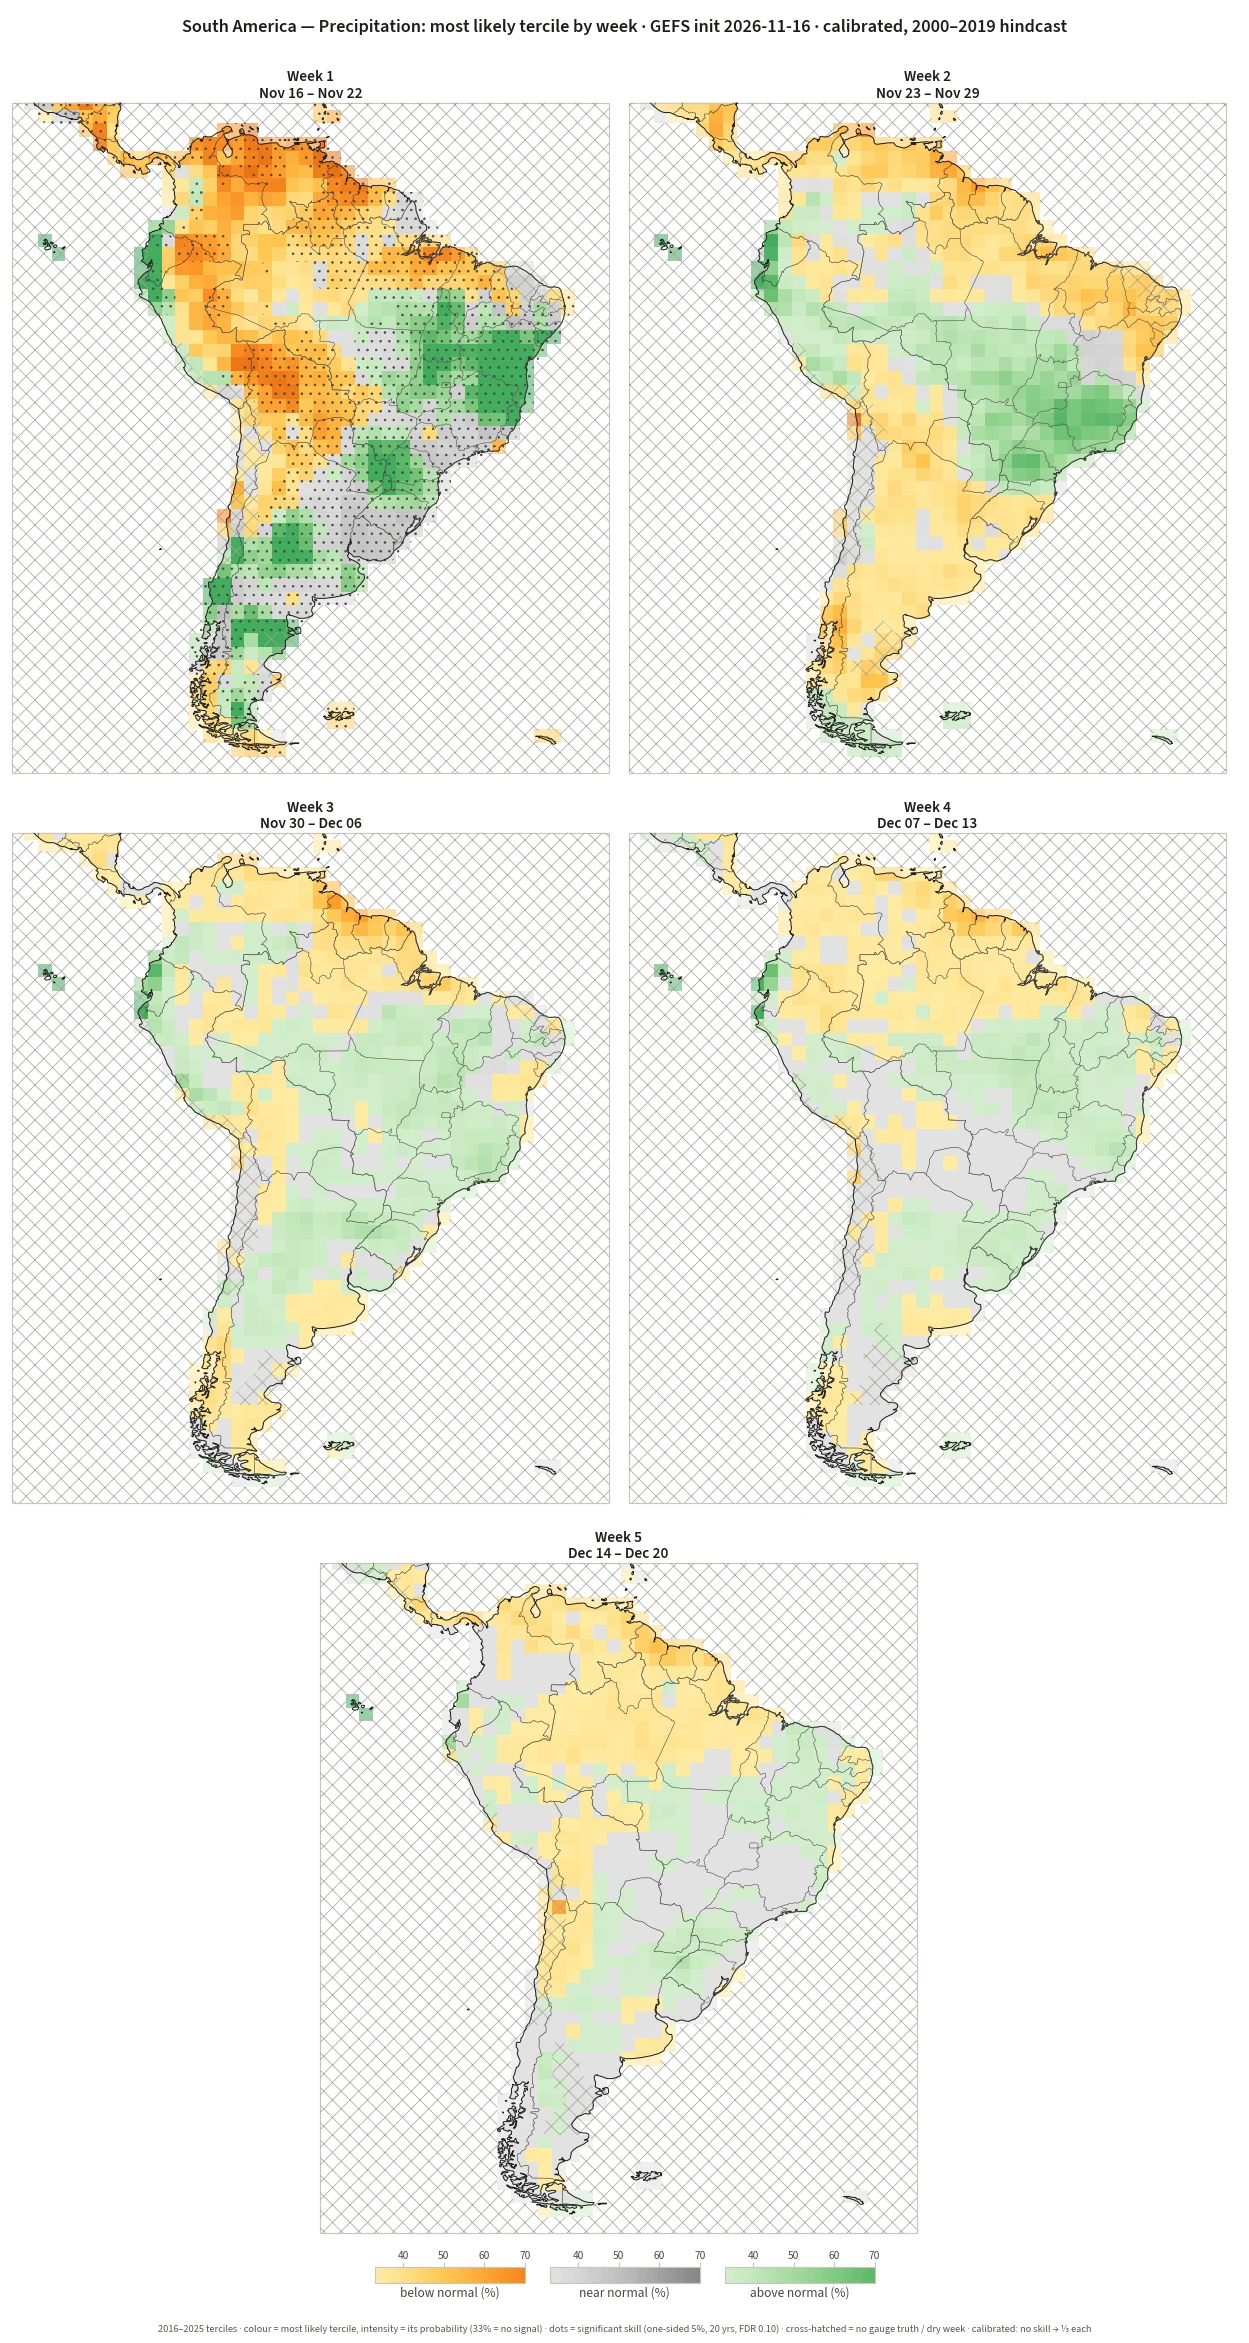 South America — Precipitation: most likely tercile by week · GEFS init 2026-11-16 · calibrated, 2000–2019 hindcast
Week 1
Nov 16 – Nov 22
Week 2
Nov 23 – Nov 29
Week 3
Nov 30 – Dec 06
Week 4
Dec 07 – Dec 13
Week 5
Dec 14 – Dec 20
40 50 60 70
below normal (%)
40 50 60 70
near normal (%)
40 50 60 70
above normal (%)
2016–2025 terciles · colour = most likely tercile, intensity = its probability (33% = no signal) · dots = significant skill (one-sided 5%, 20 yrs, FDR 0.10) · cross-hatched = no gauge truth / dry week · calibrated: no skill → ⅓ each